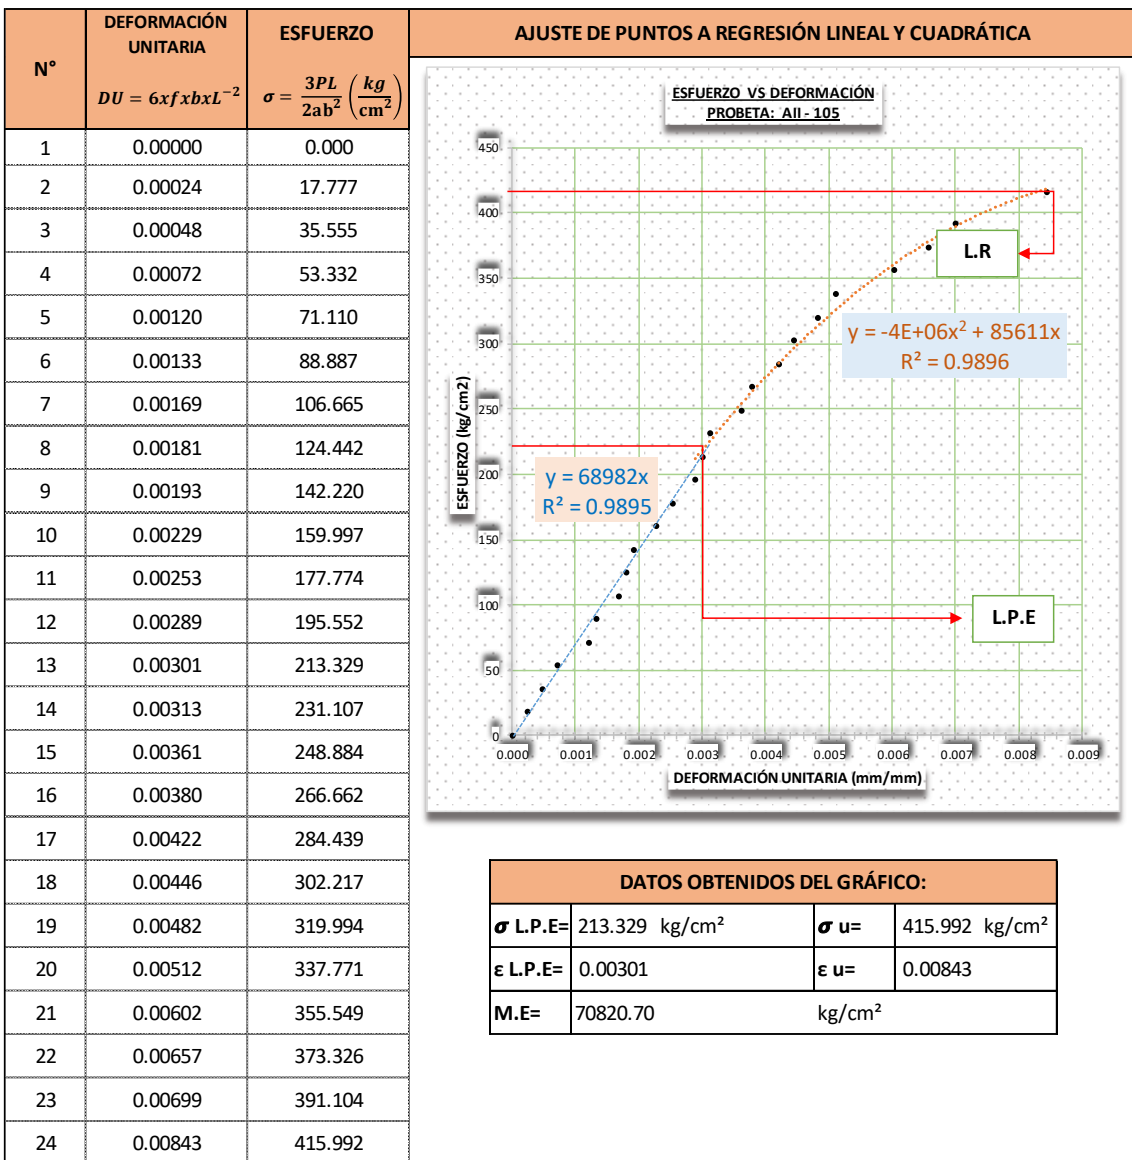 N°
DEFORMACIÓN UNITARIA
DU = 6xfxbxL⁻²
ESFUERZO
σ = 3PL / 2ab² (kg/cm²)
AJUSTE DE PUNTOS A REGRESIÓN LINEAL Y CUADRÁTICA
1 0.00000 0.000
2 0.00024 17.777
3 0.00048 35.555
4 0.00072 53.332
5 0.00120 71.110
6 0.00133 88.887
7 0.00169 106.665
8 0.00181 124.442
9 0.00193 142.220
10 0.00229 159.997
11 0.00253 177.774
12 0.00289 195.552
13 0.00301 213.329
14 0.00313 231.107
15 0.00361 248.884
16 0.00380 266.662
17 0.00422 284.439
18 0.00446 302.217
19 0.00482 319.994
20 0.00512 337.771
21 0.00602 355.549
22 0.00657 373.326
23 0.00699 391.104
24 0.00843 415.992
ESFUERZO VS DEFORMACIÓN
PROBETA: AII - 105
450
400
350
300
250
200
150
100
50
0
ESFUERZO (kg/cm2)
L.R
y = -4E+06x² + 85611x
R² = 0.9896
y = 68982x
R² = 0.9895
L.P.E
0.000 0.001 0.002 0.003 0.004 0.005 0.006 0.007 0.008 0.009
DEFORMACIÓN UNITARIA (mm/mm)
DATOS OBTENIDOS DEL GRÁFICO:
σ L.P.E= 213.329 kg/cm² σ u= 415.992 kg/cm²
ε L.P.E= 0.00301 ε u= 0.00843
M.E= 70820.70 kg/cm²